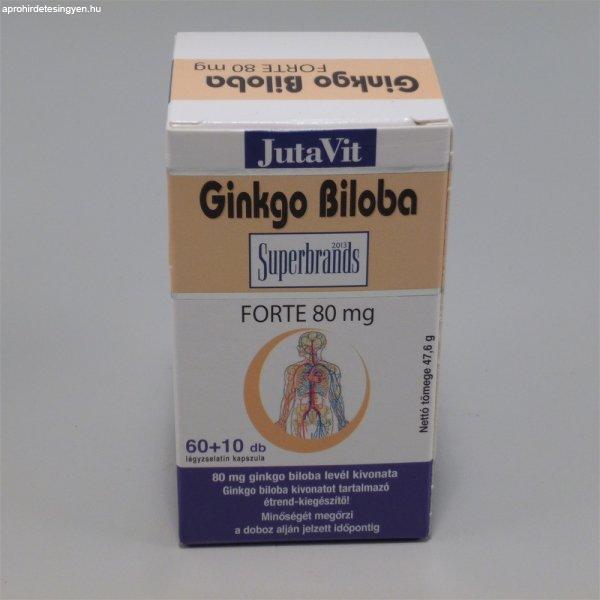 aprohirdetesingyen.hu
Ginkgo Biloba
FORTE 80 mg
JutaVit
Ginkgo Biloba
2013
Superbrands
FORTE 80 mg
Nettó tömege 47,6 g
60+10 db
lágyzselatin kapszula
80 mg ginkgo biloba levél kivonata
Ginkgo biloba kivonatot tartalmazó
étrend-kiegészítő!
Minőségét megőrzi
a doboz alján jelzett időpontig